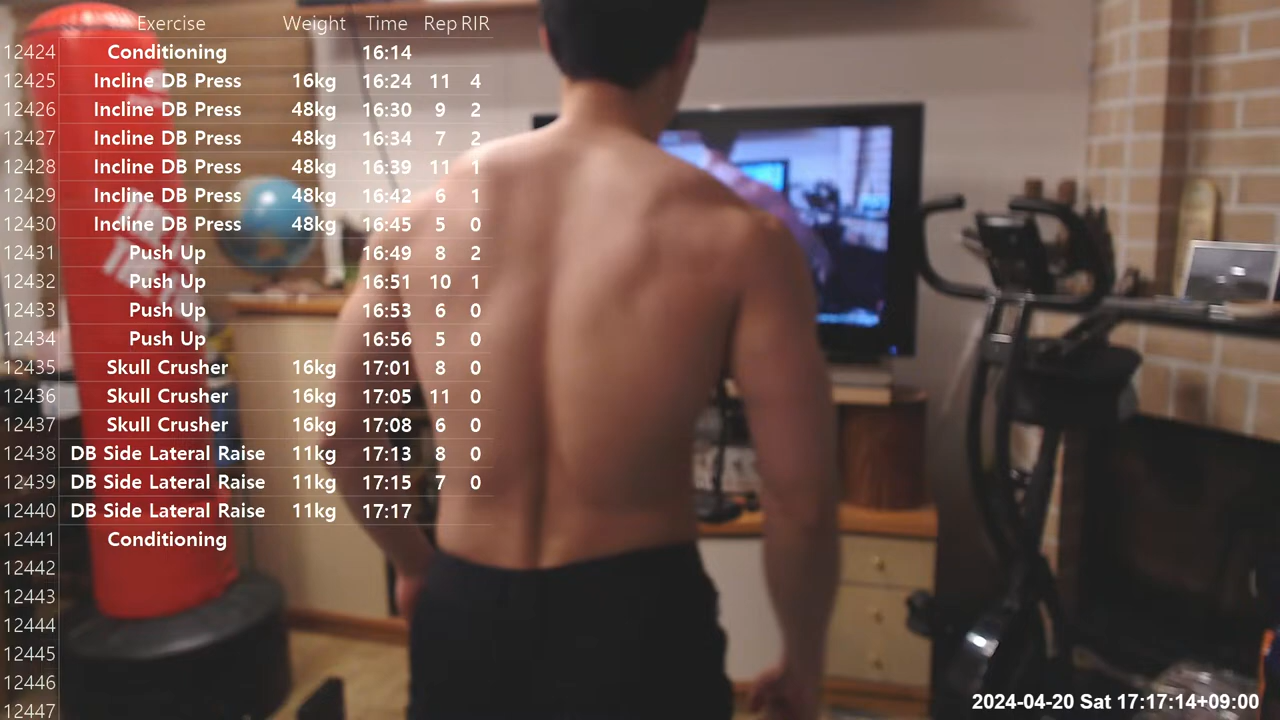 Exercise Weight Time Rep RIR
12424 Conditioning 16:14
12425 Incline DB Press 16kg 16:24 11 4
12426 Incline DB Press 48kg 16:30 9 2
12427 Incline DB Press 48kg 16:34 7 2
12428 Incline DB Press 48kg 16:39 11 1
12429 Incline DB Press 48kg 16:42 6 1
12430 Incline DB Press 48kg 16:45 5 0
12431 Push Up 16:49 8 2
12432 Push Up 16:51 10 1
12433 Push Up 16:53 6 0
12434 Push Up 16:56 5 0
12435 Skull Crusher 16kg 17:01 8 0
12436 Skull Crusher 16kg 17:05 11 0
12437 Skull Crusher 16kg 17:08 6 0
12438 DB Side Lateral Raise 11kg 17:13 8 0
12439 DB Side Lateral Raise 11kg 17:15 7 0
12440 DB Side Lateral Raise 11kg 17:17
12441 Conditioning
12442
12443
12444
12445
12446
12447
2024-04-20 Sat 17:17:14+09:00